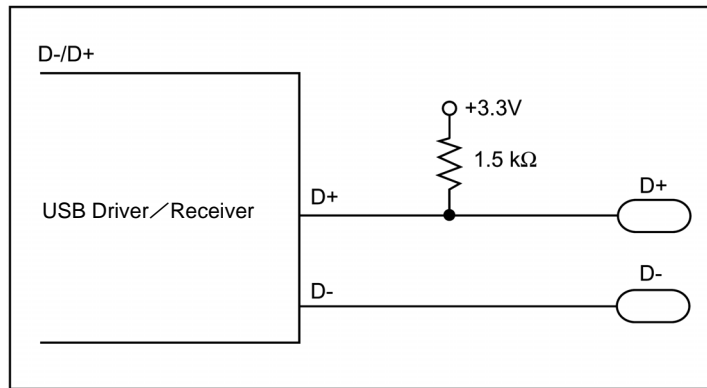 D-/D+
+3.3V
1.5 kΩ
D+
D+
USB Driver／Receiver
D-
D-